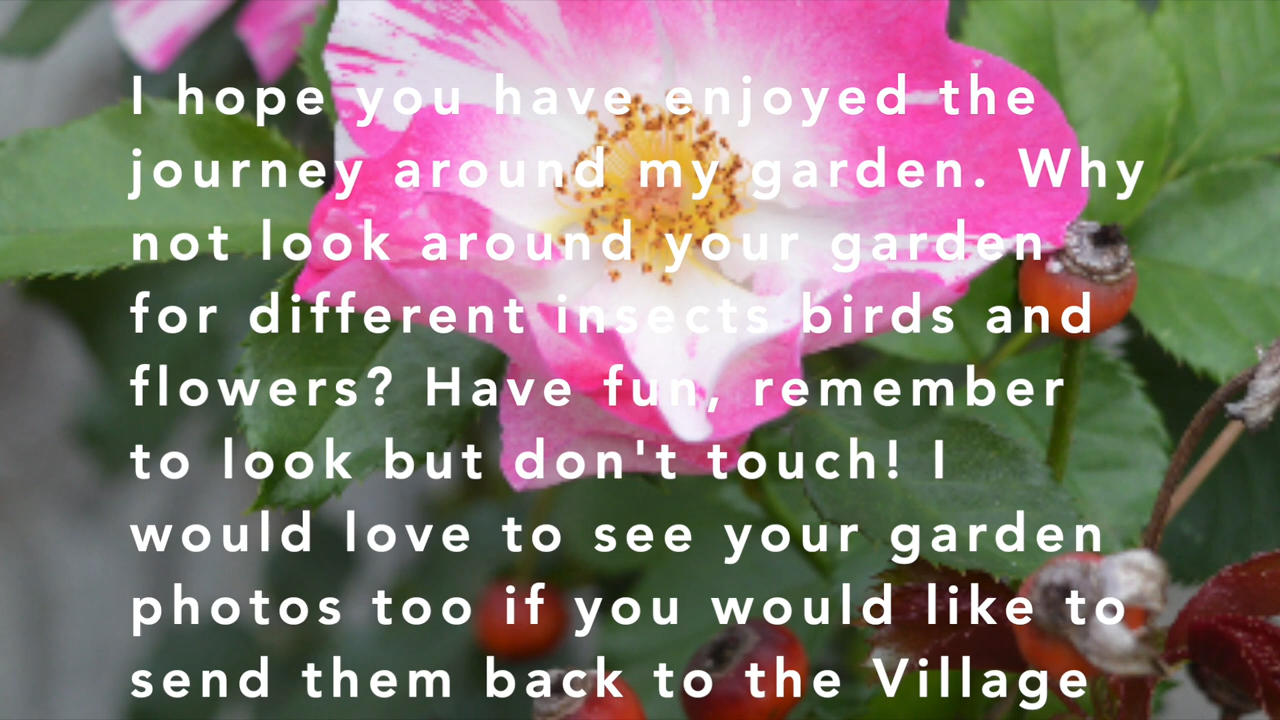 I hope you have enjoyed the
journey around my garden. Why
not look around your garden
for different insects birds and
flowers? Have fun, remember
to look but don't touch! I
would love to see your garden
photos too if you would like to
send them back to the Village